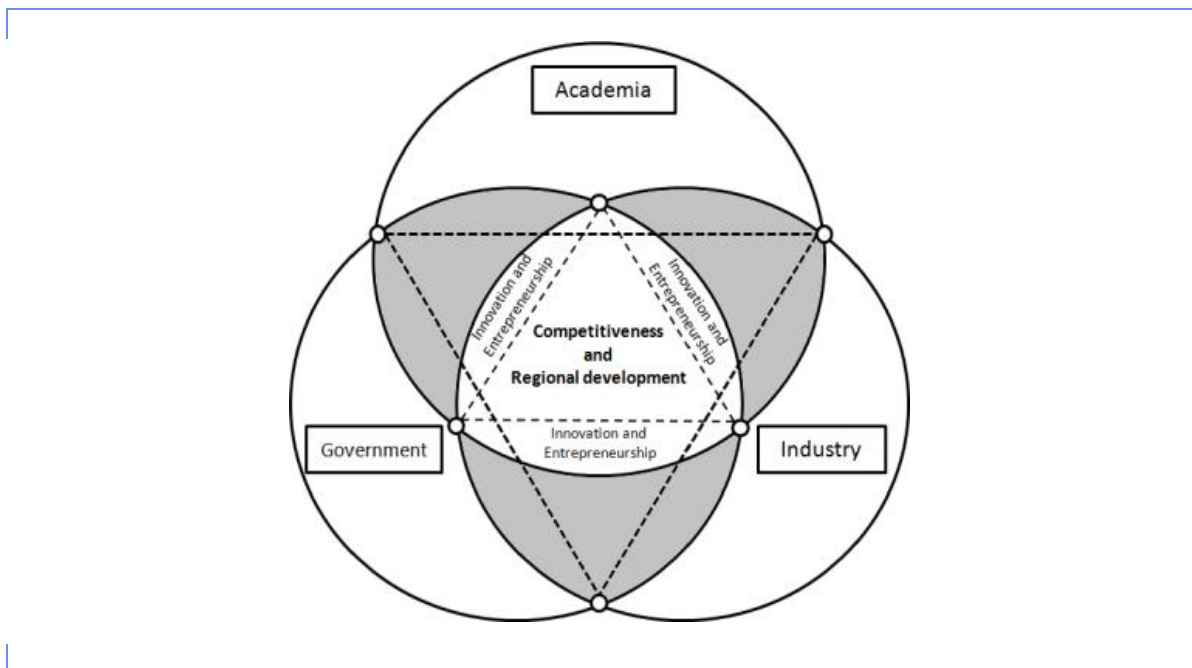 Academia
Innovation and
Entrepreneurship
Innovation and
Entrepreneurship
Competitiveness
and
Regional development
Government
Innovation and
Entrepreneurship
Industry